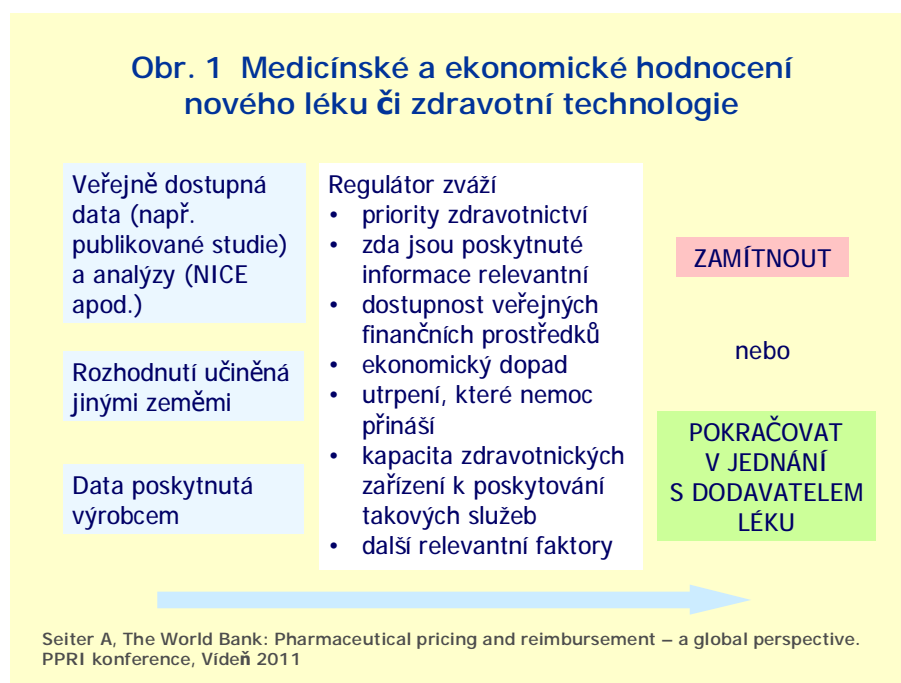 Obr. 1 Medicínské a ekonomické hodnocení
nového léku či zdravotní technologie
Veřejně dostupná
data (např.
publikované studie)
a analýzy (NICE
apod.)
Rozhodnutí učiněná
jinými zeměmi
Data poskytnutá
výrobcem
Regulátor zváží
• priority zdravotnictví
• zda jsou poskytnuté
informace relevantní
• dostupnost veřejných
finančních prostředků
• ekonomický dopad
• utrpení, které nemoc
přináší
• kapacita zdravotnických
zařízení k poskytování
takových služeb
• další relevantní faktory
ZAMÍTNOUT
nebo
POKRAČOVAT
V JEDNÁNÍ
S DODAVATELEM
LÉKU
Seiter A, The World Bank: Pharmaceutical pricing and reimbursement – a global perspective.
PPRI konference, Vídeň 2011